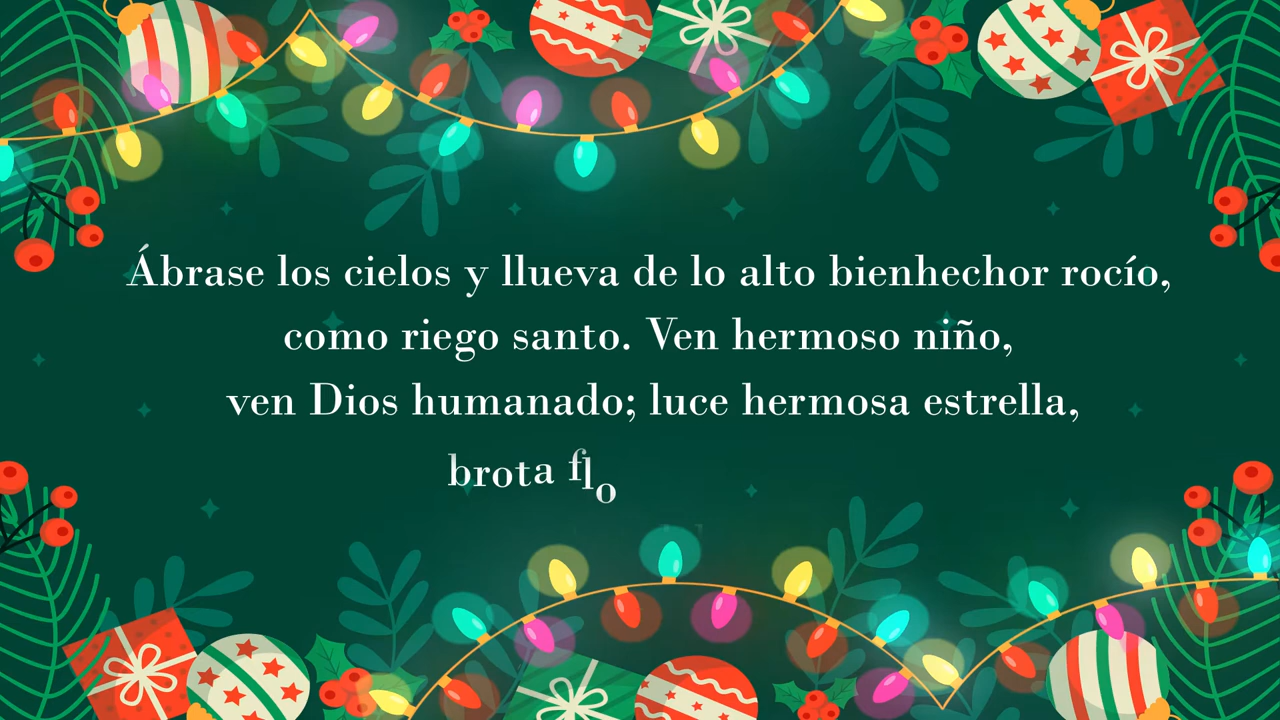 Ábrase los cielos y llueva de lo alto bienhechor rocío,
como riego santo. Ven hermoso niño,
ven Dios humanado; luce hermosa estrella,
brota flo